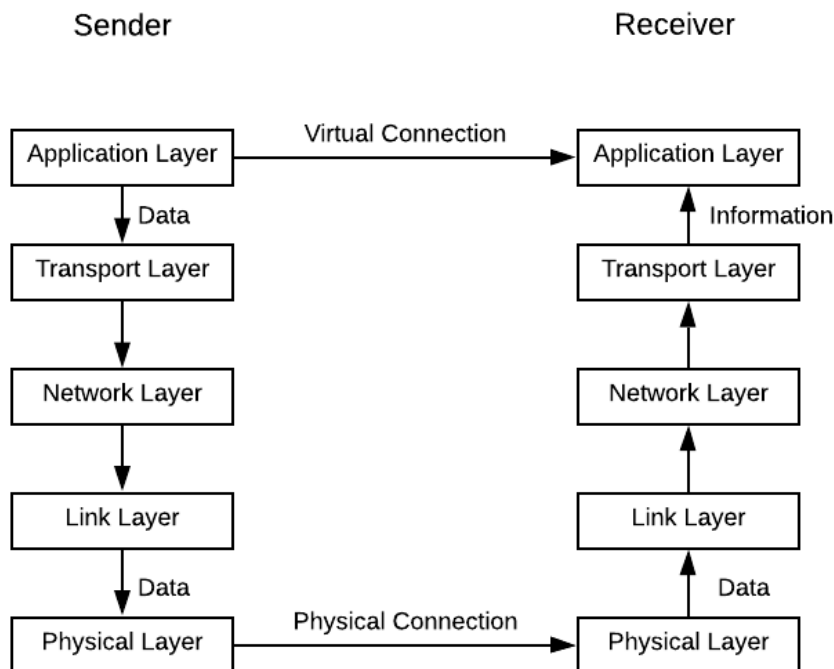 Sender
Receiver
Virtual Connection
Application Layer
Application Layer
Data
Information
Transport Layer
Transport Layer
Network Layer
Network Layer
Link Layer
Link Layer
Data
Data
Physical Connection
Physical Layer
Physical Layer